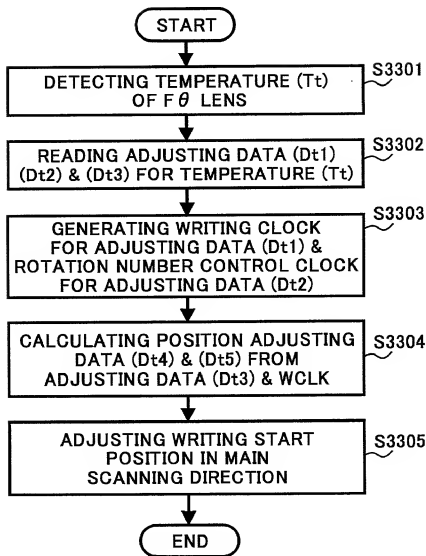 START
DETECTING TEMPERATURE (Tt)
OF Fθ LENS
S3301
READING ADJUSTING DATA (Dt1)
(Dt2) & (Dt3) FOR TEMPERATURE (Tt)
S3302
GENERATING WRITING CLOCK
FOR ADJUSTING DATA (Dt1) &
ROTATION NUMBER CONTROL CLOCK
FOR ADJUSTING DATA (Dt2)
S3303
CALCULATING POSITION ADJUSTING
DATA (Dt4) & (Dt5) FROM
ADJUSTING DATA (Dt3) & WCLK
S3304
ADJUSTING WRITING START
POSITION IN MAIN
SCANNING DIRECTION
S3305
END